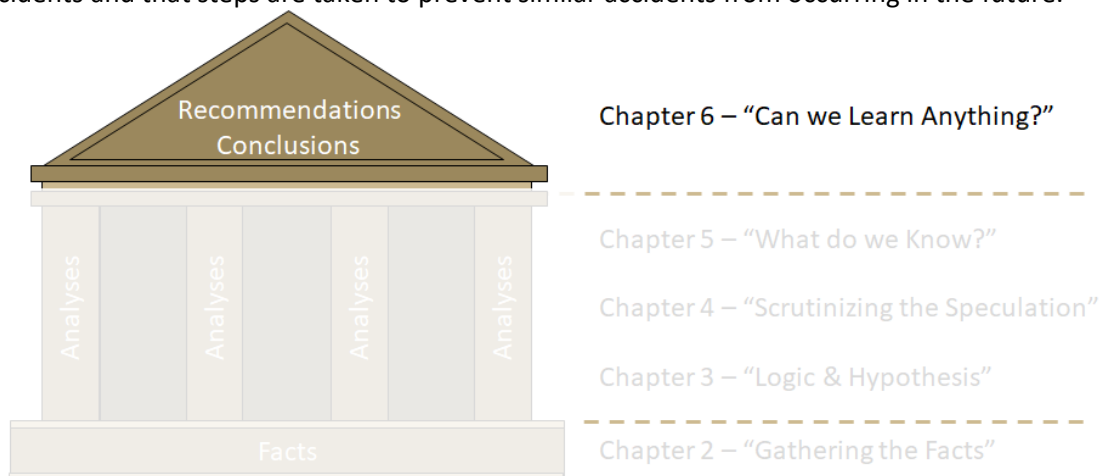 cidents and that steps are taken to prevent similar accidents from occurring in the future.
Recommendations
Conclusions
Chapter 6 – “Can we Learn Anything?”
Analyses
Analyses
Analyses
Analyses
Chapter 5 – “What do we Know?”
Chapter 4 – “Scrutinizing the Speculation”
Chapter 3 – “Logic & Hypothesis”
Facts
Chapter 2 – “Gathering the Facts”